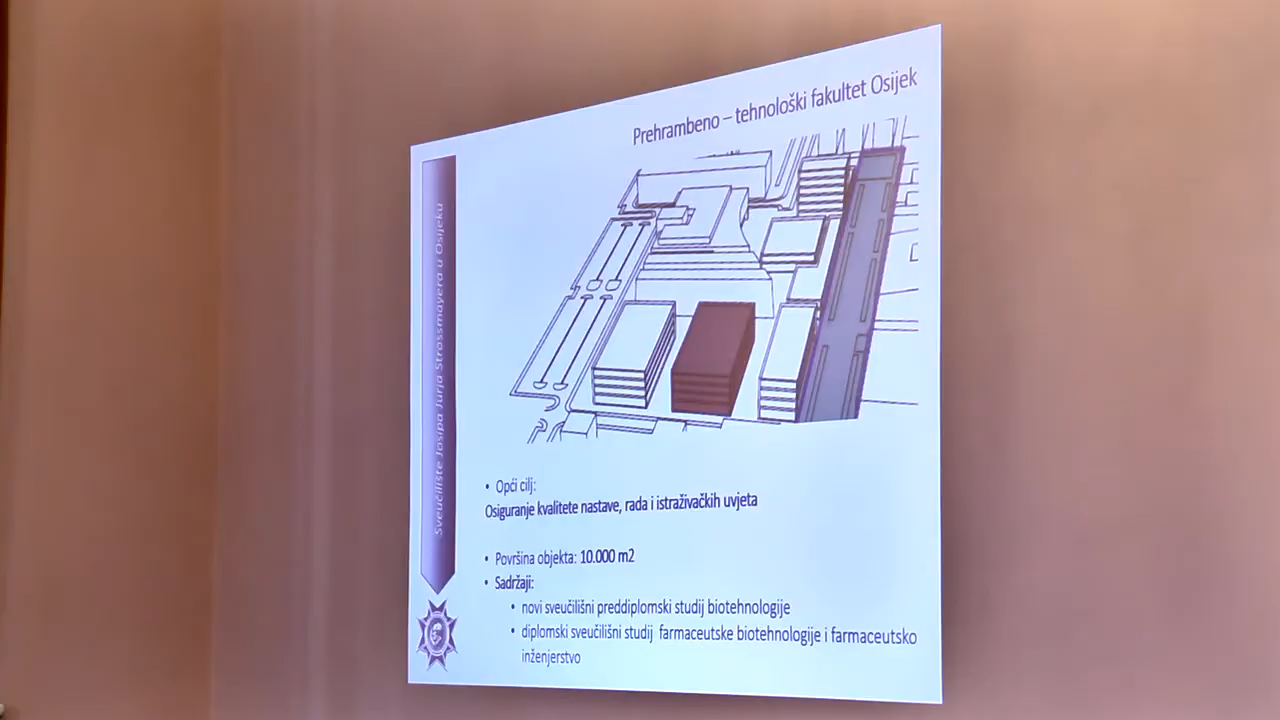 Prehrambeno – tehnološki fakultet Osijek
Sveučilište Josipa Jurja Strossmayera u Osijeku
• Opći cilj:
Osiguranje kvalitete nastave, rada i istraživačkih uvjeta
• Površina objekta: 10.000 m2
• Sadržaji:
• novi sveučilišni preddiplomski studij biotehnologije
• diplomski sveučilišni studij farmaceutske biotehnologije i farmaceutsko
inženjerstvo